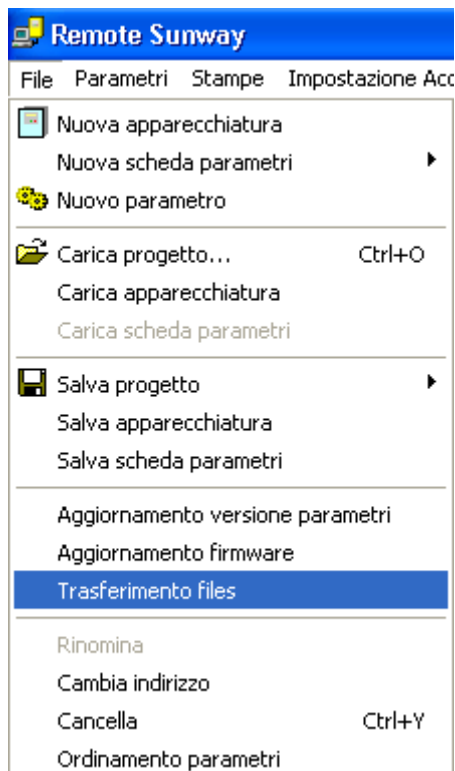 Remote Sunway
File Parametri Stampe Impostazione Acc
Nuova apparecchiatura
Nuova scheda parametri
Nuovo parametro
Carica progetto... Ctrl+O
Carica apparecchiatura
Carica scheda parametri
Salva progetto
Salva apparecchiatura
Salva scheda parametri
Aggiornamento versione parametri
Aggiornamento firmware
Trasferimento files
Rinomina
Cambia indirizzo
Cancella Ctrl+Y
Ordinamento parametri